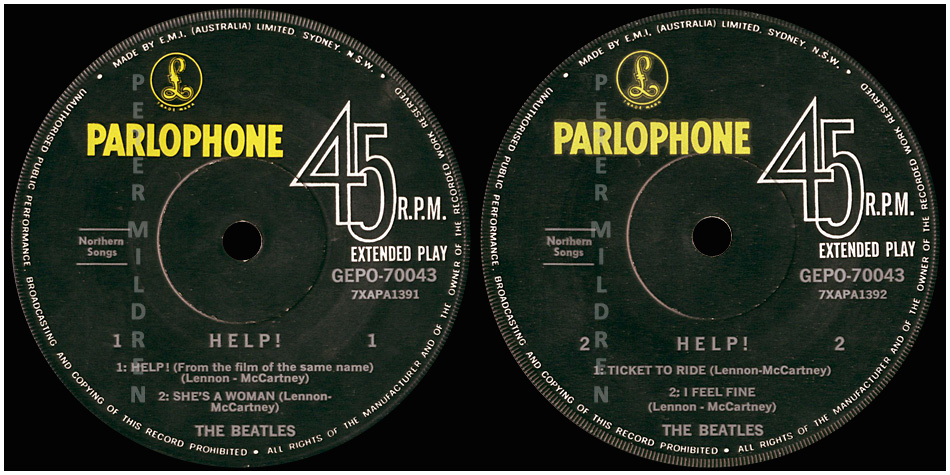 MADE BY E.M.I. (AUSTRALIA) LIMITED, SYDNEY, N.S.W.
UNAUTHORISED PUBLIC PERFORMANCE, BROADCASTING AND COPYING OF THIS RECORD PROHIBITED • ALL RIGHTS OF THE MANUFACTURER AND OF THE OWNER OF THE RECORDED WORK RESERVED
£
TRADE-MARK
PARLOPHONE
45
R.P.M.
EXTENDED PLAY
Northern
Songs
GEPO-70043
7XAPA1391
1 HELP! 1
1: HELP! (From the film of the same name)
(Lennon - McCartney)
2: SHE'S A WOMAN (Lennon-
McCartney)
THE BEATLES
PEER MILDREN
MADE BY E.M.I. (AUSTRALIA) LIMITED, SYDNEY, N.S.W.
UNAUTHORISED PUBLIC PERFORMANCE, BROADCASTING AND COPYING OF THIS RECORD PROHIBITED • ALL RIGHTS OF THE MANUFACTURER AND OF THE OWNER OF THE RECORDED WORK RESERVED
£
TRADE-MARK
PARLOPHONE
45
R.P.M.
EXTENDED PLAY
Northern
Songs
GEPO-70043
7XAPA1392
2 HELP! 2
1: TICKET TO RIDE (Lennon-McCartney)
2: I FEEL FINE
(Lennon - McCartney)
THE BEATLES
PEER MILDREN